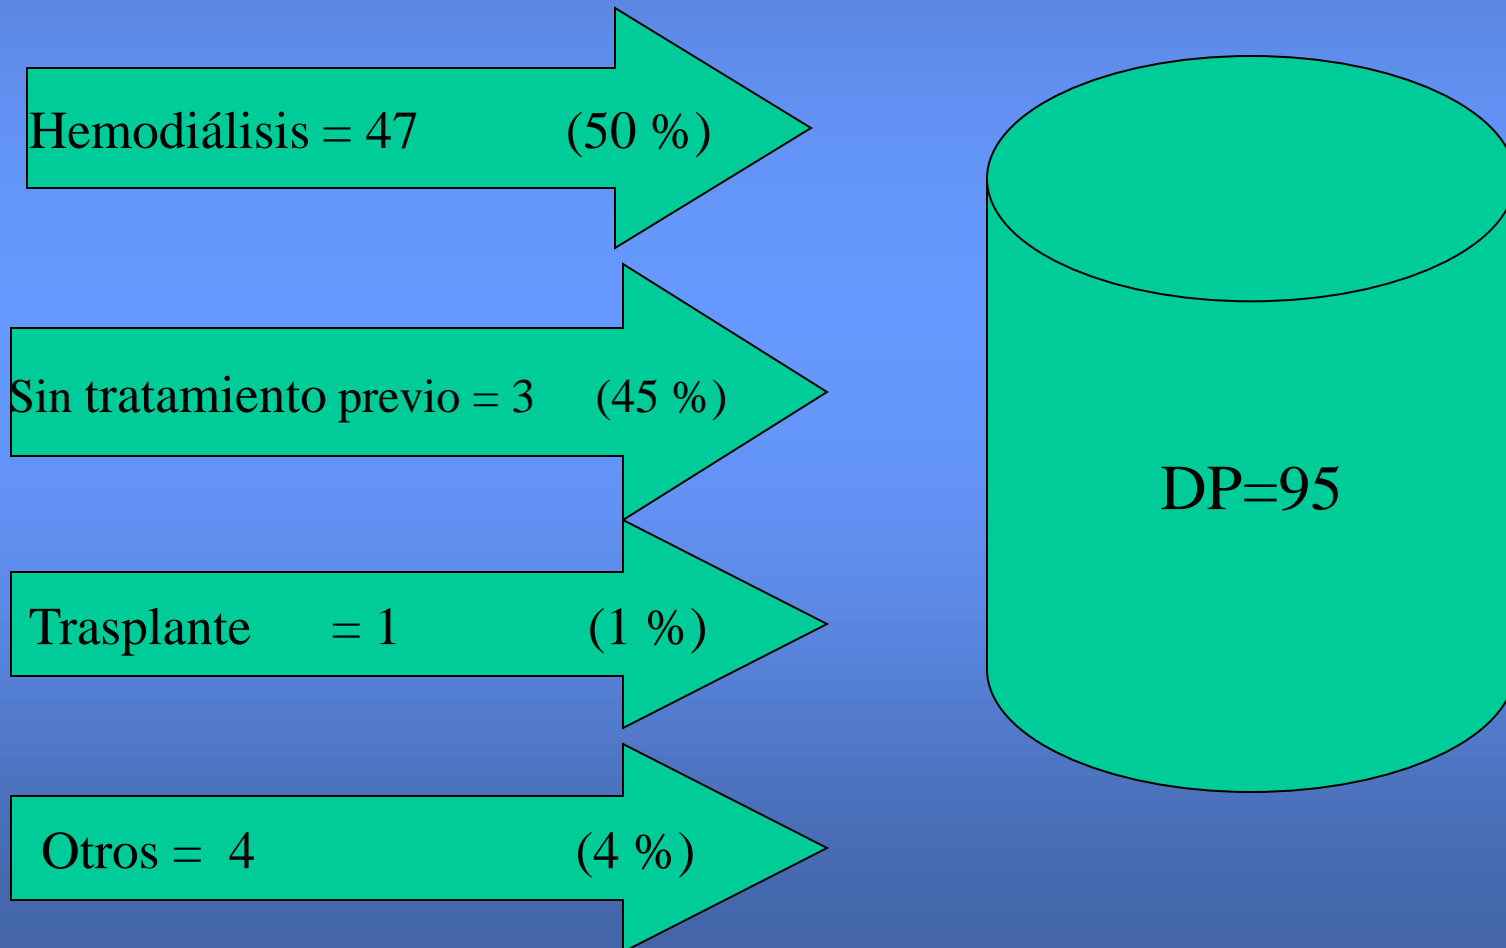 Hemodiálisis = 47 (50 %)
Sin tratamiento previo = 3 (45 %)
Trasplante = 1 (1 %)
Otros = 4 (4 %)
DP=95